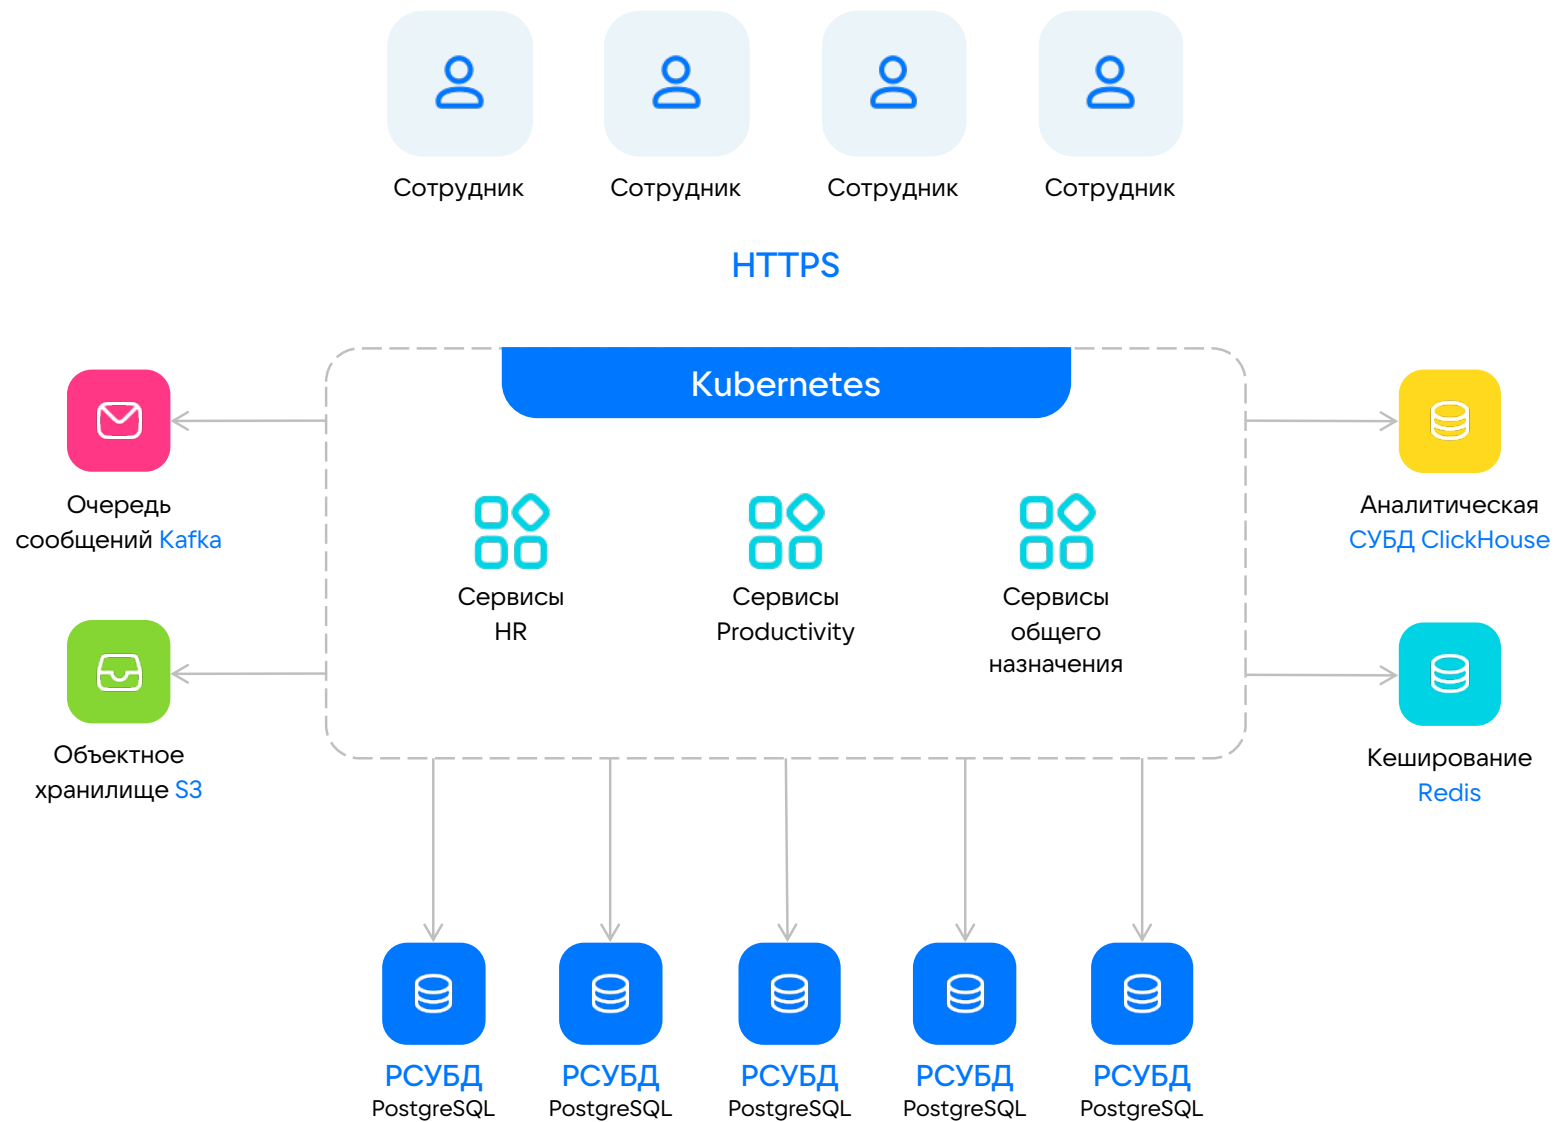 Сотрудник
Сотрудник
Сотрудник
Сотрудник
HTTPS
Kubernetes
Очередь
сообщений Kafka
Объектное
хранилище S3
Сервисы
HR
Сервисы
Productivity
Сервисы
общего
назначения
Аналитическая
СУБД ClickHouse
Кеширование
Redis
РСУБД
PostgreSQL
РСУБД
PostgreSQL
РСУБД
PostgreSQL
РСУБД
PostgreSQL
РСУБД
PostgreSQL